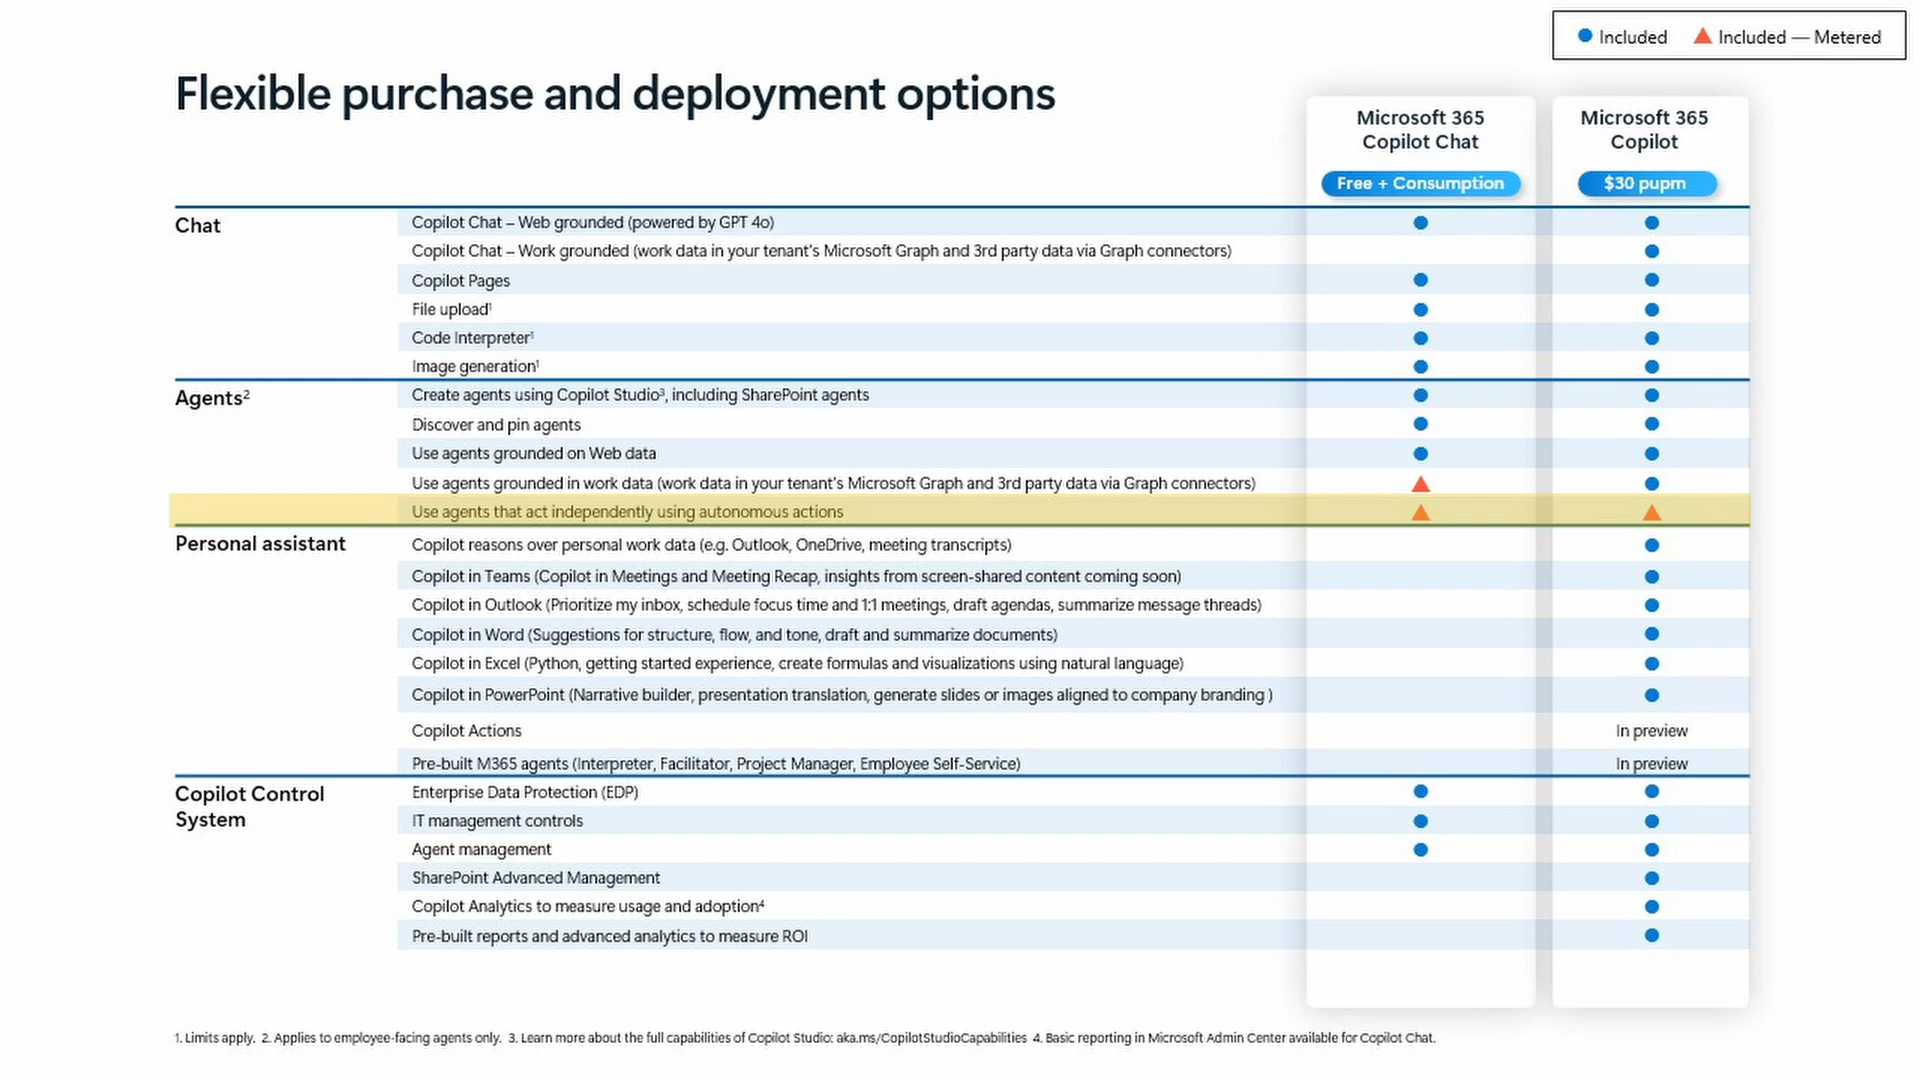 Included Included — Metered
Flexible purchase and deployment options
Microsoft 365
Copilot Chat
Free + Consumption
Microsoft 365
Copilot
$30 pupm
Chat
Copilot Chat – Web grounded (powered by GPT 4o)
Copilot Chat – Work grounded (work data in your tenant's Microsoft Graph and 3rd party data via Graph connectors)
Copilot Pages
File upload¹
Code Interpreter¹
Image generation¹
Agents²
Create agents using Copilot Studio³, including SharePoint agents
Discover and pin agents
Use agents grounded on Web data
Use agents grounded in work data (work data in your tenant's Microsoft Graph and 3rd party data via Graph connectors)
Use agents that act independently using autonomous actions
Personal assistant
Copilot reasons over personal work data (e.g. Outlook, OneDrive, meeting transcripts)
Copilot in Teams (Copilot in Meetings and Meeting Recap, insights from screen-shared content coming soon)
Copilot in Outlook (Prioritize my inbox, schedule focus time and 1:1 meetings, draft agendas, summarize message threads)
Copilot in Word (Suggestions for structure, flow, and tone, draft and summarize documents)
Copilot in Excel (Python, getting started experience, create formulas and visualizations using natural language)
Copilot in PowerPoint (Narrative builder, presentation translation, generate slides or images aligned to company branding )
Copilot Actions In preview
Pre-built M365 agents (Interpreter, Facilitator, Project Manager, Employee Self-Service) In preview
Copilot Control
System
Enterprise Data Protection (EDP)
IT management controls
Agent management
SharePoint Advanced Management
Copilot Analytics to measure usage and adoption⁴
Pre-built reports and advanced analytics to measure ROI
1. Limits apply. 2. Applies to employee-facing agents only. 3. Learn more about the full capabilities of Copilot Studio: aka.ms/CopilotStudioCapabilities 4. Basic reporting in Microsoft Admin Center available for Copilot Chat.